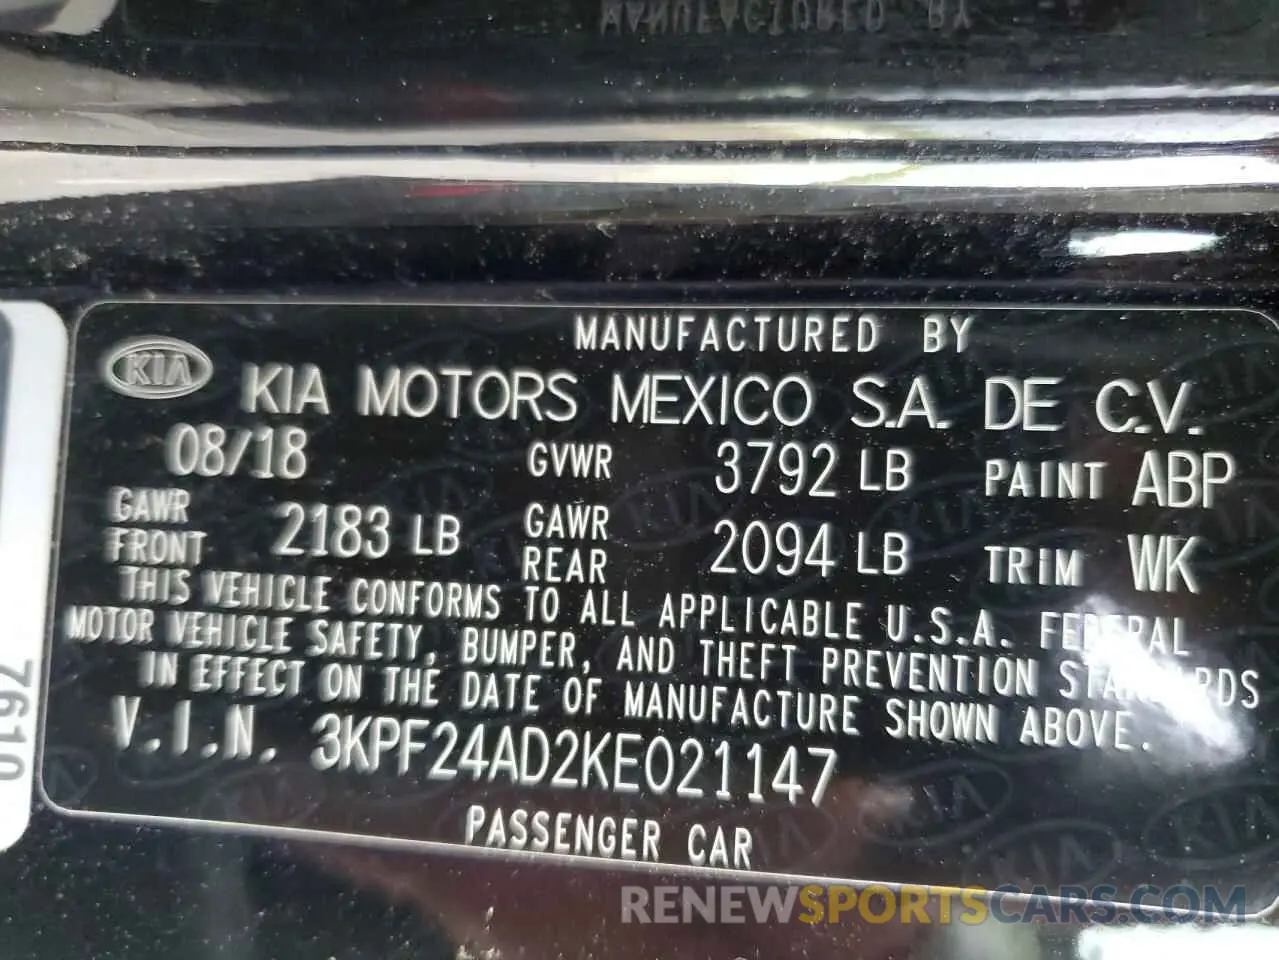 MANUFACTURED BY
KIA
KIA MOTORS MEXICO S.A. DE C.V.
08/18 GVWR 3792 LB PAINT ABP
GAWR FRONT 2183 LB GAWR REAR 2094 LB TRIM WK
THIS VEHICLE CONFORMS TO ALL APPLICABLE U.S.A. FEDERAL
MOTOR VEHICLE SAFETY, BUMPER, AND THEFT PREVENTION STANDARDS
IN EFFECT ON THE DATE OF MANUFACTURE SHOWN ABOVE.
V.I.N. 3KPF24AD2KE021147
PASSENGER CAR
7610
RENEWSPORTSCARS.COM